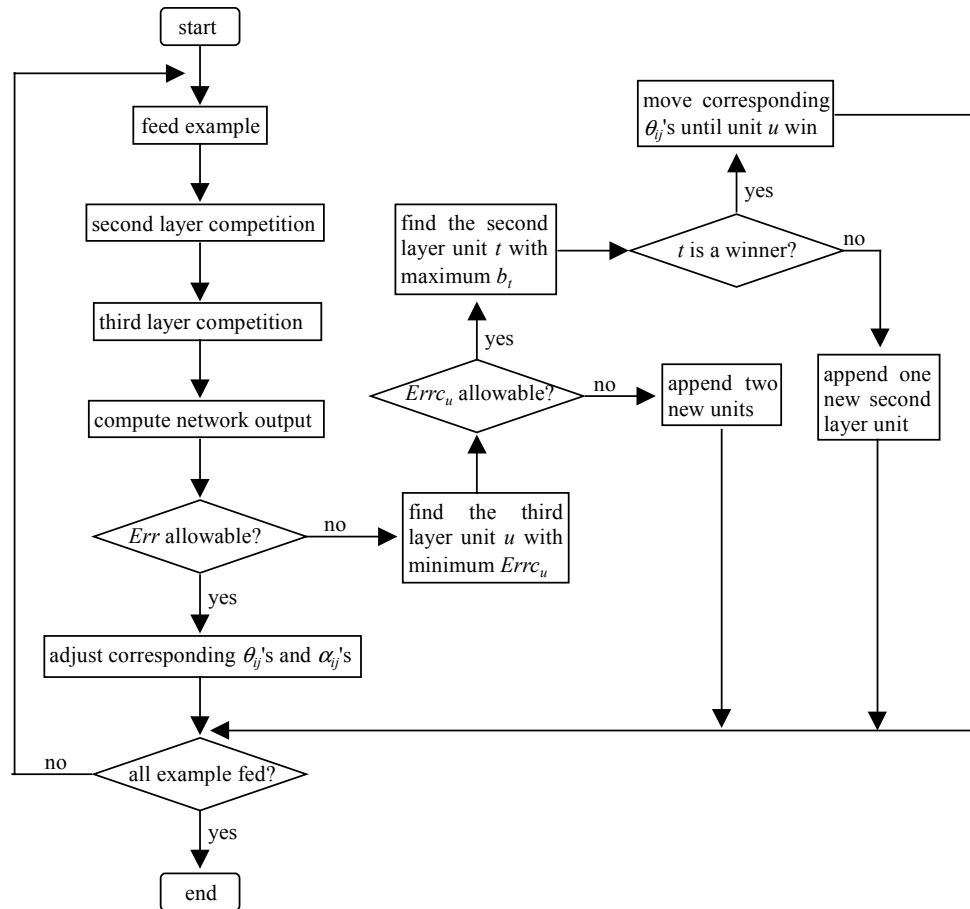 start
feed example
second layer competition
third layer competition
compute network output
Err allowable?
no
yes
adjust corresponding θij's and αij's
all example fed?
no
yes
end
find the third
layer unit u with
minimum Errcu
Errcu allowable?
no
append two
new units
yes
find the second
layer unit t with
maximum bt
t is a winner?
yes
move corresponding
θij's until unit u win
no
append one
new second
layer unit